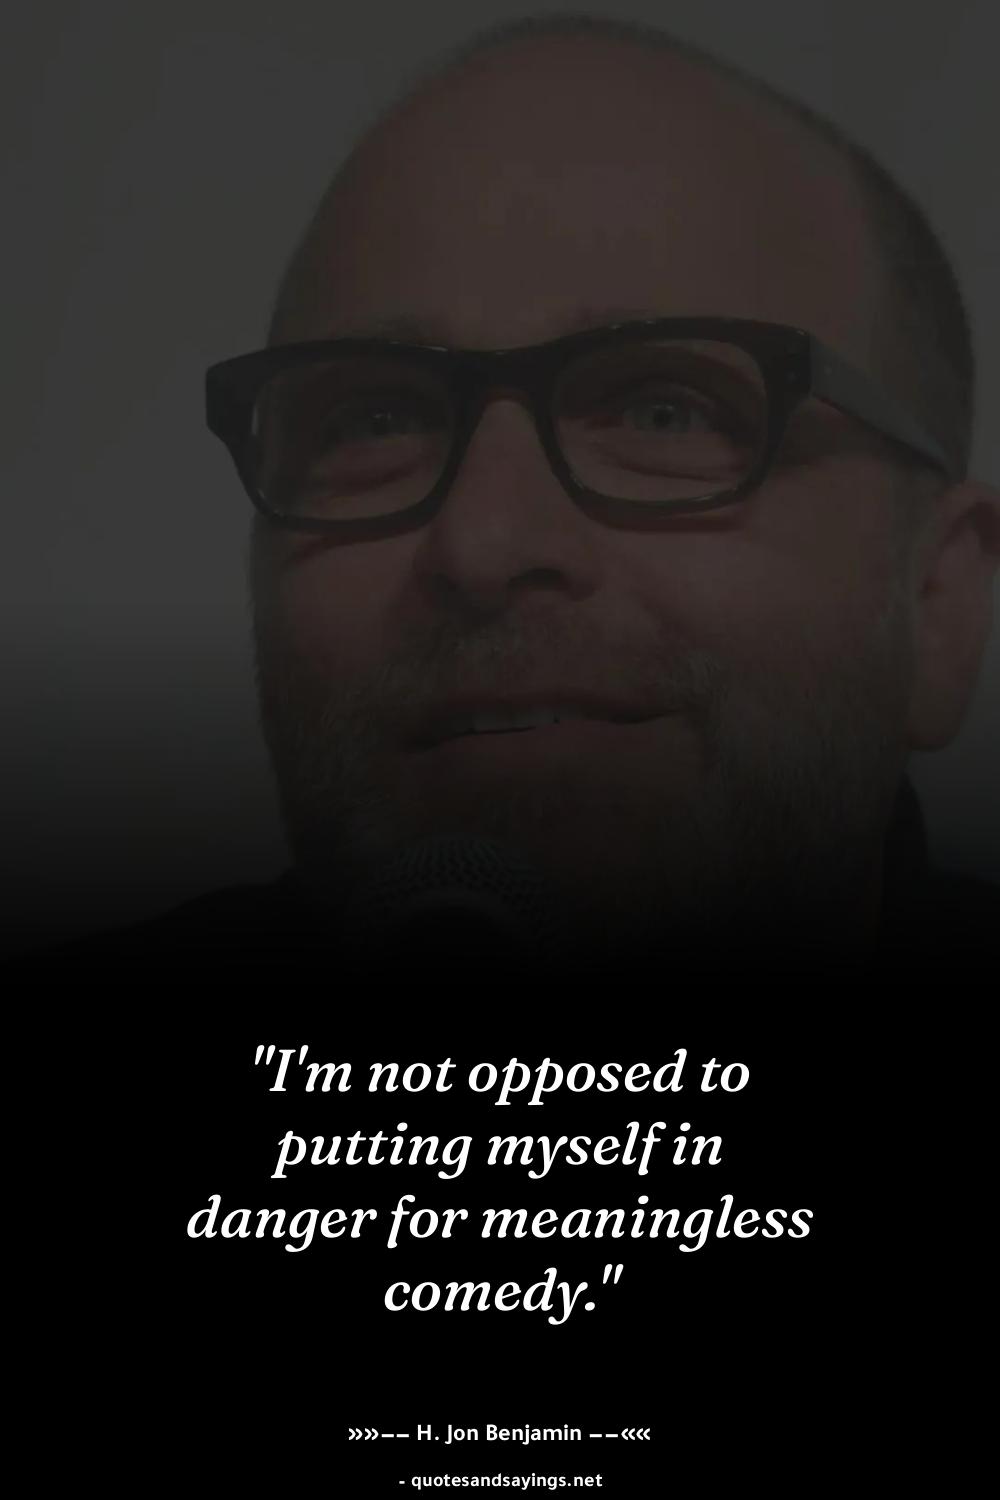 "I'm not opposed to
putting myself in
danger for meaningless
comedy."
»»–– H. Jon Benjamin ––««
- quotesandsayings.net